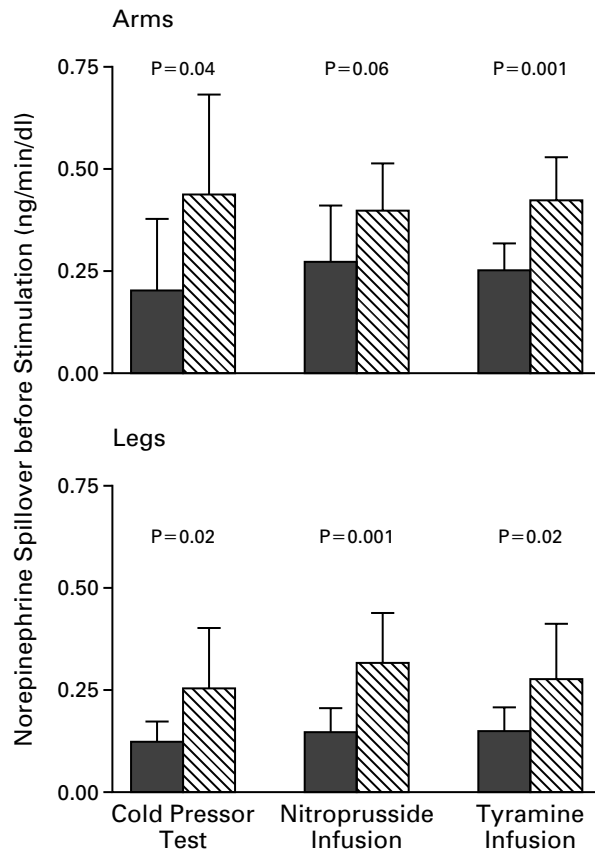 Arms
Norepinephrine Spillover before Stimulation (ng/min/dl)
0.75
0.50
0.25
0.00
P=0.04
P=0.06
P=0.001
Legs
0.75
0.50
0.25
0.00
P=0.02
P=0.001
P=0.02
Cold Pressor
Test
Nitroprusside
Infusion
Tyramine
Infusion